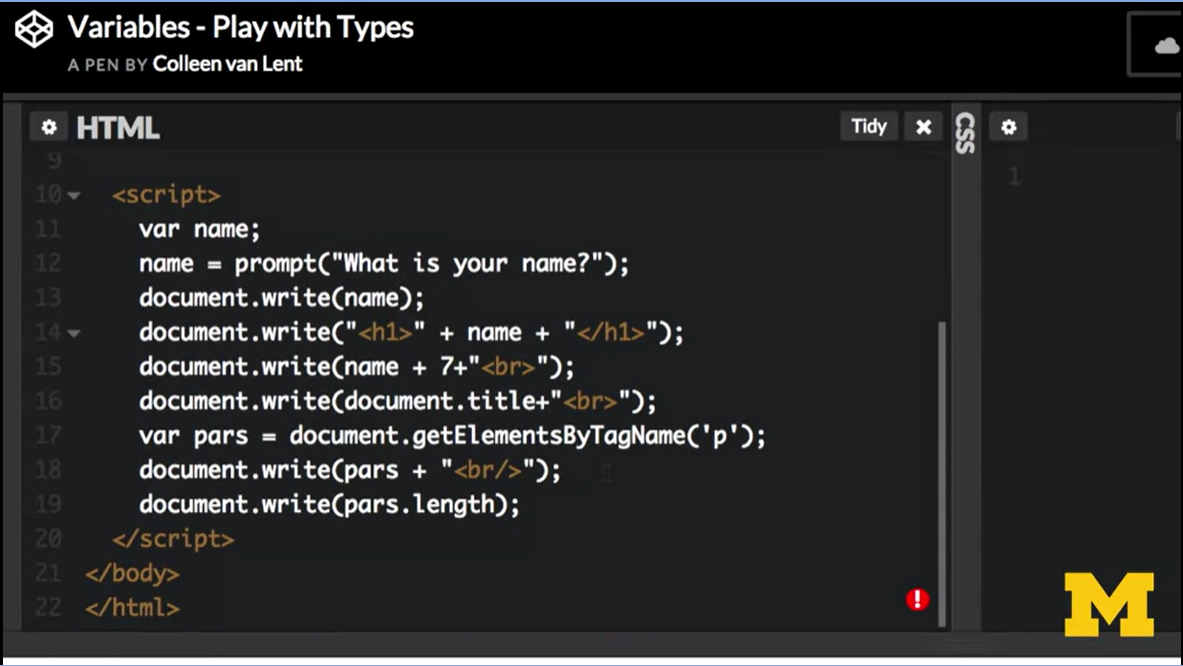 Variables - Play with Types
A PEN BY Colleen van Lent
HTML
Tidy
CSS
9
10 <script>
11 var name;
12 name = prompt("What is your name?");
13 document.write(name);
14 document.write("<h1>" + name + "</h1>");
15 document.write(name + 7+"<br>");
16 document.write(document.title+"<br>");
17 var pars = document.getElementsByTagName('p');
18 document.write(pars + "<br/>");
19 document.write(pars.length);
20 </script>
21 </body>
22 </html>
1
M